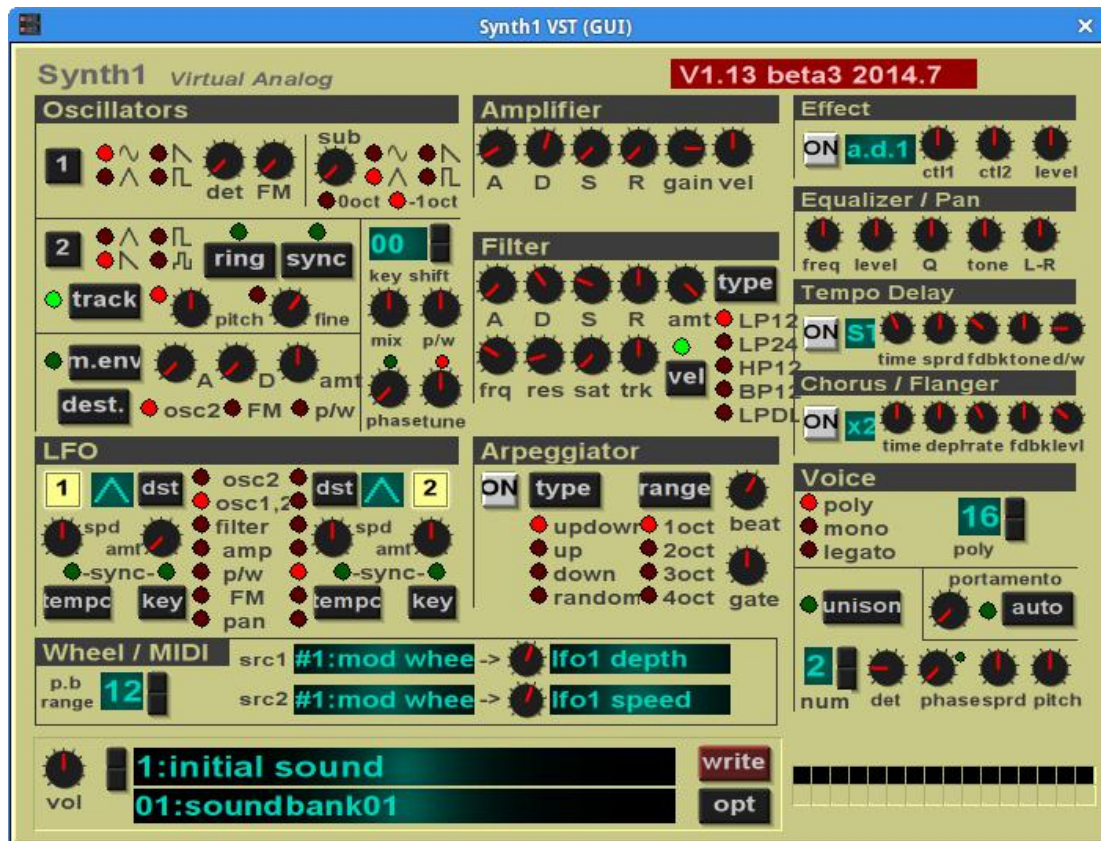 Synth1 VST (GUI)
Synth1 Virtual Analog
V1.13 beta3 2014.7
Oscillators
1
det FM
sub
0oct -1oct
2
ring sync
track
pitch fine
00
key shift
mix p/w
m.env
A D amt
dest.
osc2 FM p/w
phase tune
Amplifier
A D S R gain vel
Filter
A D S R amt
type
frq res sat trk
vel
LP12
LP24
HP12
BP12
LPDL
Effect
ON a.d.1
ctl1 ctl2 level
Equalizer / Pan
freq level Q tone L-R
Tempo Delay
ON ST
time sprd fdbk tone d/w
Chorus / Flanger
ON x2
time deph rate fdbk levl
LFO
1 dst
spd
amt
-sync-
tempo key
osc2
osc1,2
filter
amp
p/w
FM
pan
dst 2
spd
amt
-sync-
tempo key
Arpeggiator
ON type range
beat
updown 1oct
up 2oct
down 3oct
random 4oct
gate
Voice
poly
mono
legato
16
poly
unison
portamento
auto
2
num det phase sprd pitch
Wheel / MIDI
p.b
range
12
src1 #1:mod whee -> lfo1 depth
src2 #1:mod whee -> lfo1 speed
vol
1:initial sound
01:soundbank01
write
opt